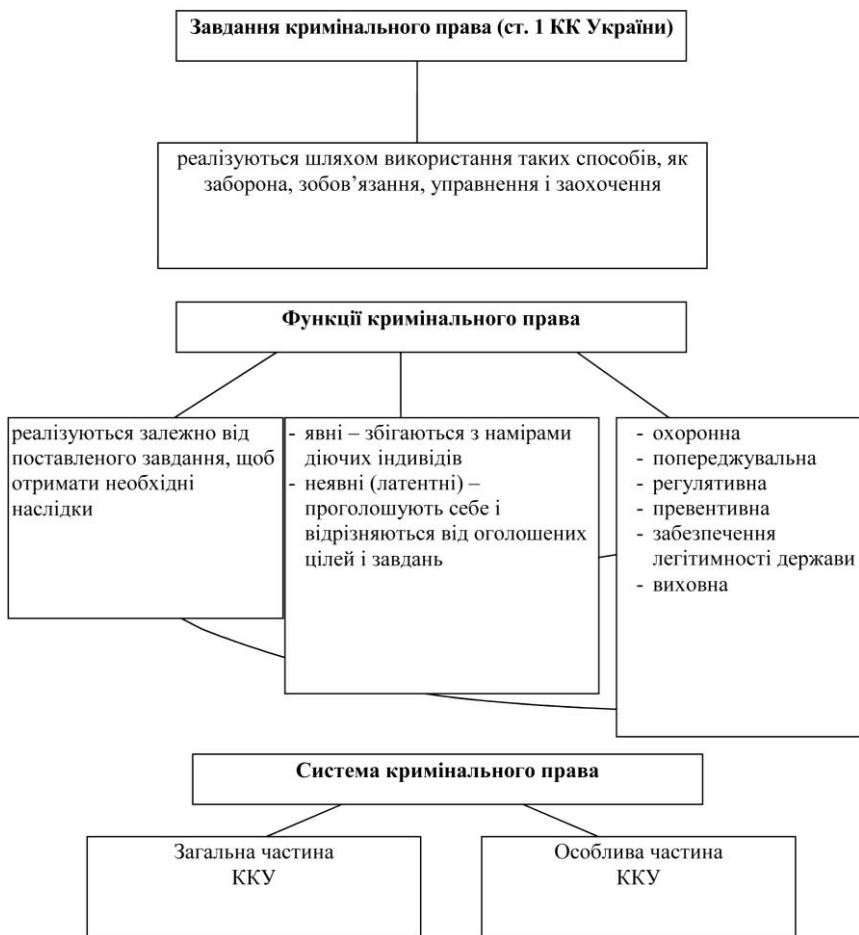 Завдання кримінального права (ст. 1 КК України)
реалізуються шляхом використання таких способів, як
заборона, зобов’язання, управнення і заохочення
Функції кримінального права
реалізуються залежно від
поставленого завдання, щоб
отримати необхідні
наслідки
- явні – збігаються з намірами
діючих індивідів
- неявні (латентні) –
проголошують себе і
відрізняються від оголошених
цілей і завдань
- охоронна
- попереджувальна
- регулятивна
- превентивна
- забезпечення
легітимності держави
- виховна
Система кримінального права
Загальна частина
ККУ
Особлива частина
ККУ